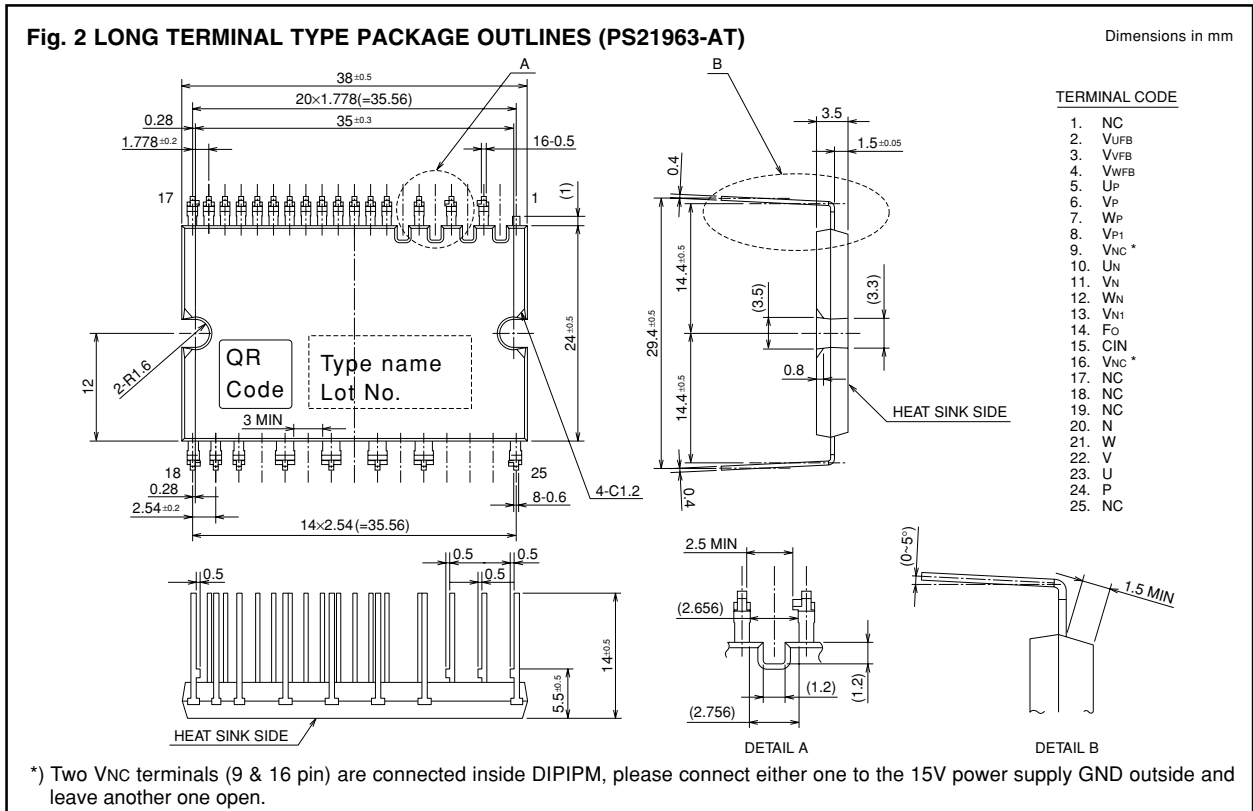 Fig. 2 LONG TERMINAL TYPE PACKAGE OUTLINES (PS21963-AT)
Dimensions in mm
A
B
38±0.5
20×1.778(=35.56)
35±0.3
0.28
1.778±0.2
16-0.5
17
1
(1)
24±0.5
12
2-R1.6
QR
Code
Type name
Lot No.
3 MIN
18
25
0.28
2.54±0.2
4-C1.2
8-0.6
14×2.54(=35.56)
3.5
1.5±0.05
0.4
14.4±0.5
29.4±0.5
14.4±0.5
(3.5)
(3.3)
0.8
0.4
HEAT SINK SIDE
TERMINAL CODE
1. NC
2. VUFB
3. VVFB
4. VWFB
5. UP
6. VP
7. WP
8. VP1
9. VNC *
10. UN
11. VN
12. WN
13. VN1
14. FO
15. CIN
16. VNC *
17. NC
18. NC
19. NC
20. N
21. W
22. V
23. U
24. P
25. NC
0.5
0.5
0.5
0.5
14±0.5
5.5±0.5
HEAT SINK SIDE
2.5 MIN
(2.656)
(1.2)
(1.2)
(2.756)
DETAIL A
(0~5°)
1.5 MIN
DETAIL B
*) Two VNC terminals (9 & 16 pin) are connected inside DIPIPM, please connect either one to the 15V power supply GND outside and
leave another one open.